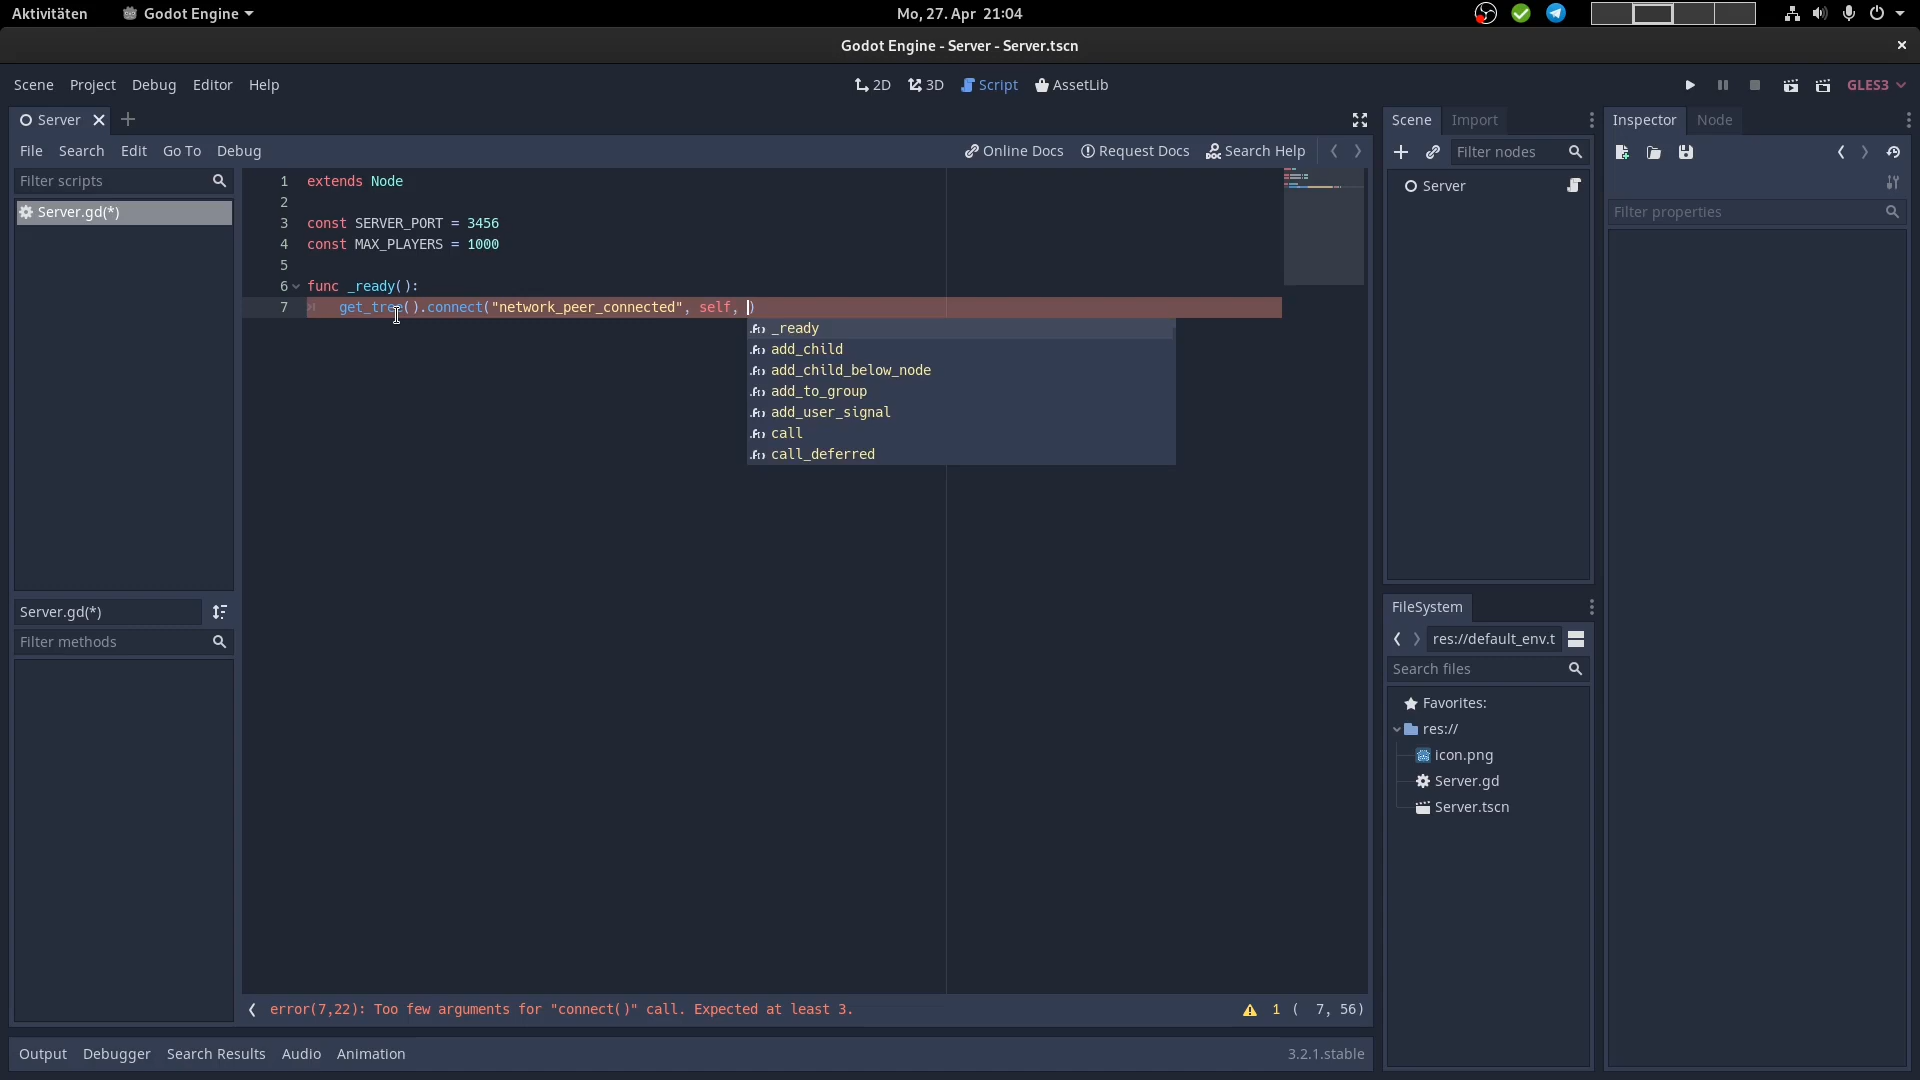 Aktivitäten Godot Engine Mo, 27. Apr 21:04
Godot Engine - Server - Server.tscn
Scene Project Debug Editor Help 2D 3D Script AssetLib GLES3
Server Scene Import Inspector Node
File Search Edit Go To Debug Online Docs Request Docs Search Help Filter nodes
Filter scripts
Server.gd(*)
1 extends Node
2
3 const SERVER_PORT = 3456
4 const MAX_PLAYERS = 1000
5
6 func _ready():
7 get_tree().connect("network_peer_connected", self, )
_ready
add_child
add_child_below_node
add_to_group
add_user_signal
call
call_deferred
Server
Filter properties
Server.gd(*)
Filter methods
FileSystem
res://default_env.t
Search files
Favorites:
res://
icon.png
Server.gd
Server.tscn
error(7,22): Too few arguments for "connect()" call. Expected at least 3. 1 ( 7, 56)
Output Debugger Search Results Audio Animation 3.2.1.stable